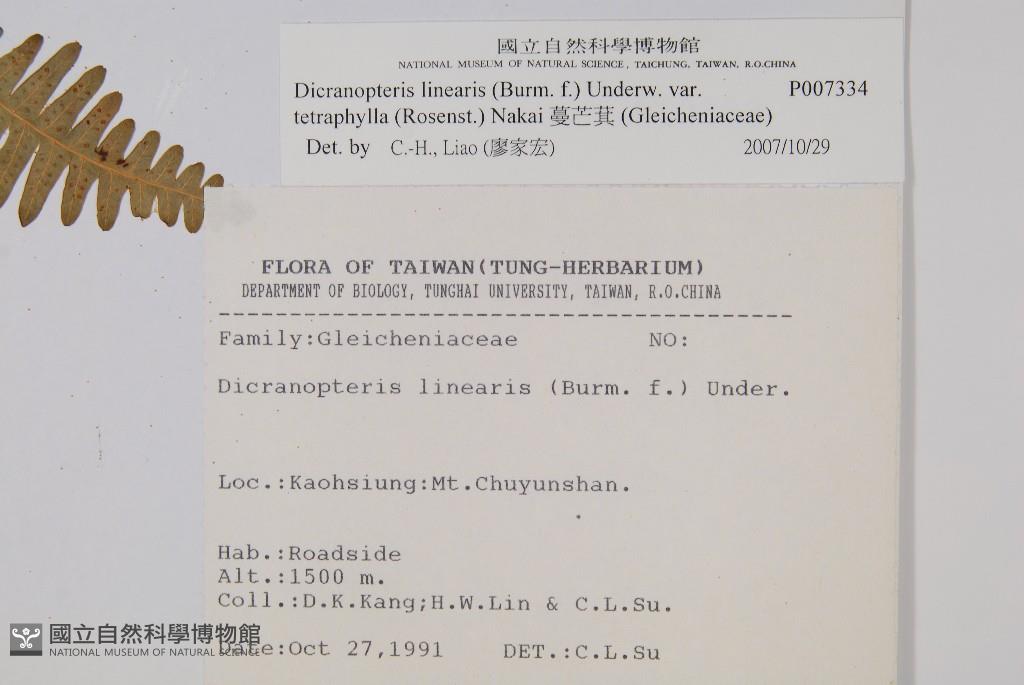 國立自然科學博物館
NATIONAL MUSEUM OF NATURAL SCIENCE, TAICHUNG, TAIWAN, R.O.CHINA
Dicranopteris linearis (Burm. f.) Underw. var. P007334
tetraphylla (Rosenst.) Nakai 蔓芒萁 (Gleicheniaceae)
Det. by C.-H., Liao (廖家宏) 2007/10/29
FLORA OF TAIWAN(TUNG-HERBARIUM)
DEPARTMENT OF BIOLOGY, TUNGHAI UNIVERSITY, TAIWAN, R.O.CHINA
----------------------------------------
Family:Gleicheniaceae NO:
Dicranopteris linearis (Burm. f.) Under.
Loc.:Kaohsiung:Mt.Chuyunshan.
Hab.:Roadside
Alt.:1500 m.
Coll.:D.K.Kang;H.W.Lin & C.L.Su.
Date:Oct 27,1991 DET.:C.L.Su
國立自然科學博物館
NATIONAL MUSEUM OF NATURAL SCIENCE